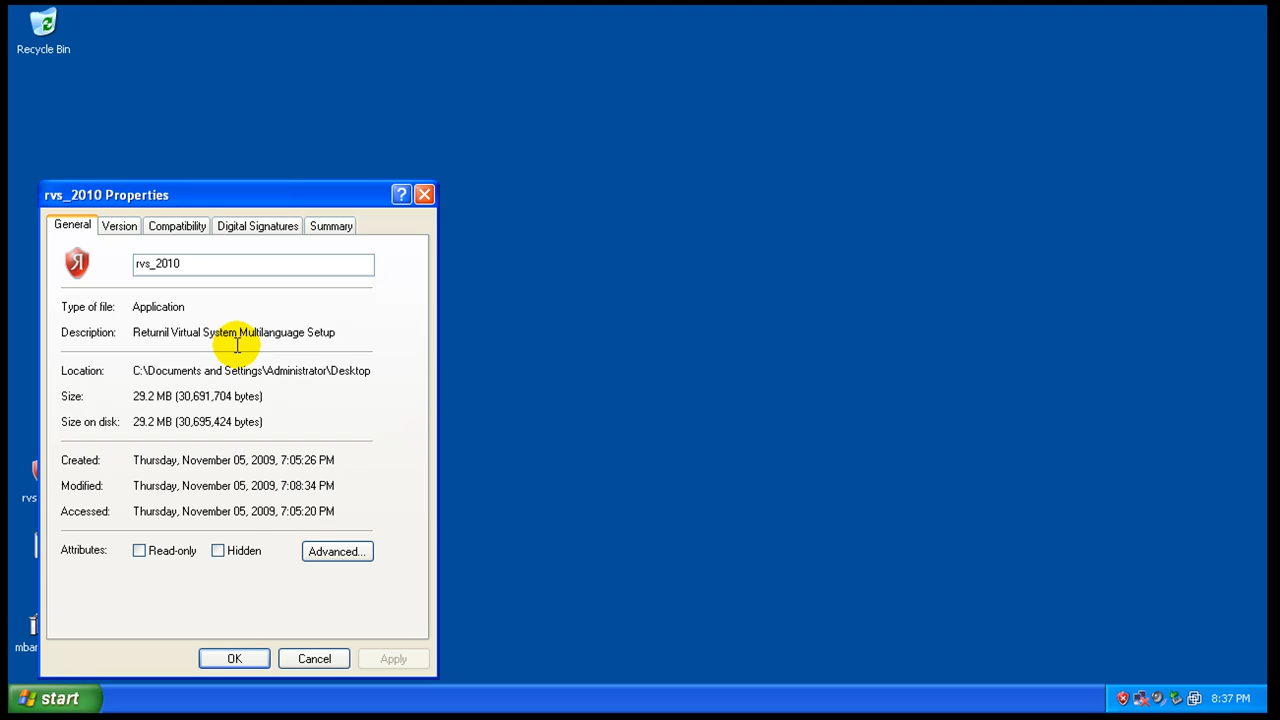 Recycle Bin
rvs_2010 Properties
General Version Compatibility Digital Signatures Summary
rvs_2010
Type of file: Application
Description: Returnil Virtual System Multilanguage Setup
Location: C:\Documents and Settings\Administrator\Desktop
Size: 29.2 MB (30,691,704 bytes)
Size on disk: 29.2 MB (30,695,424 bytes)
Created: Thursday, November 05, 2009, 7:05:26 PM
Modified: Thursday, November 05, 2009, 7:08:34 PM
Accessed: Thursday, November 05, 2009, 7:05:20 PM
Attributes: Read-only Hidden Advanced...
rvs
mbar
OK Cancel Apply
start 8:37 PM